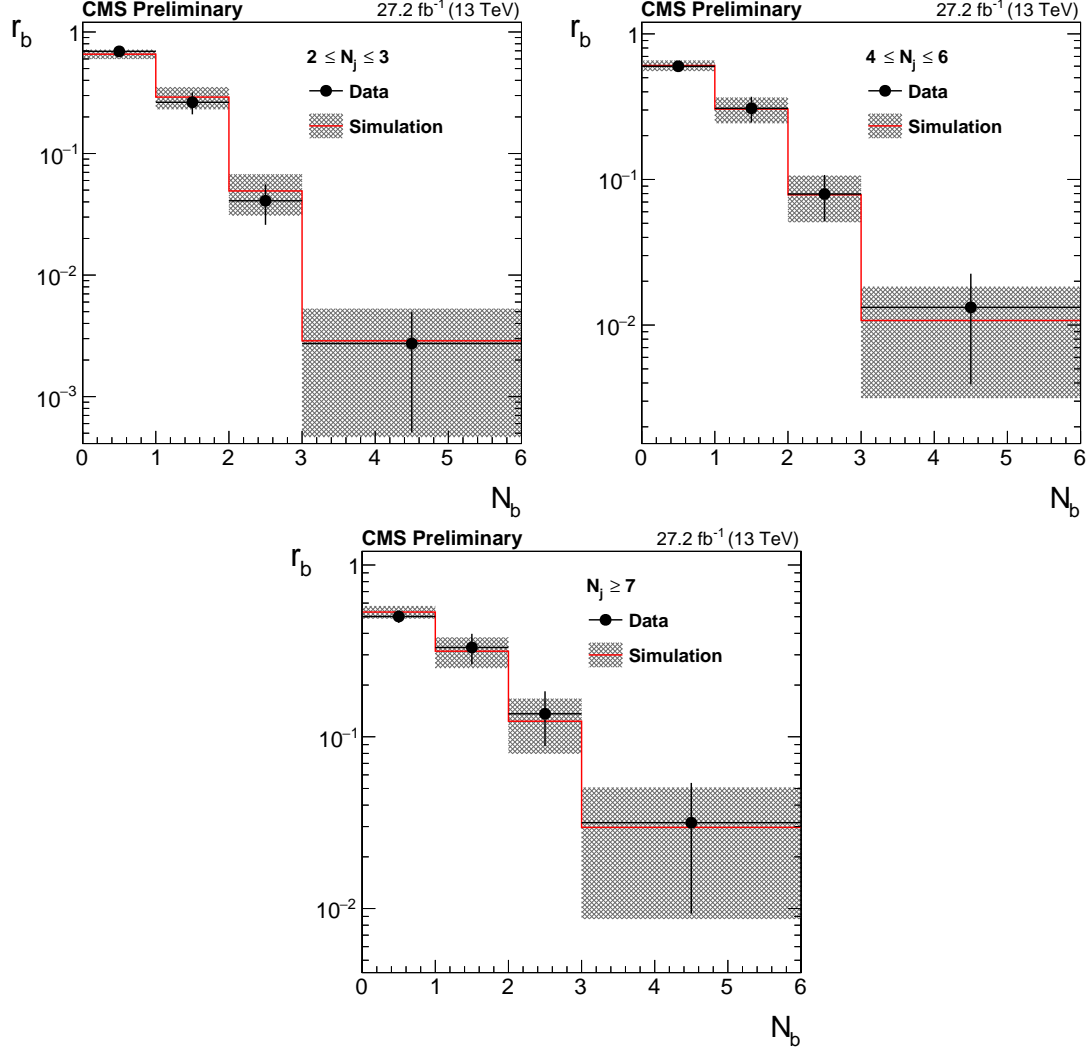 CMS Preliminary 27.2 fb⁻¹ (13 TeV)
r_b
2 ≤ N_j ≤ 3
Data
Simulation
1
10⁻¹
10⁻²
10⁻³
0 1 2 3 4 5 6
N_b
CMS Preliminary 27.2 fb⁻¹ (13 TeV)
r_b
4 ≤ N_j ≤ 6
Data
Simulation
1
10⁻¹
10⁻²
0 1 2 3 4 5 6
N_b
CMS Preliminary 27.2 fb⁻¹ (13 TeV)
r_b
N_j ≥ 7
Data
Simulation
1
10⁻¹
10⁻²
0 1 2 3 4 5 6
N_b